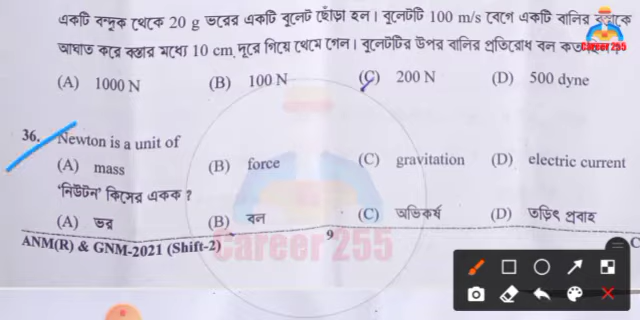 একটি বন্দুক থেকে 20 g ভরের একটি বুলেট ছোঁড়া হল। বুলেটটি 100 m/s বেগে একটি বালির বস্তাকে
আঘাত করে বস্তার মধ্যে 10 cm. দূরে গিয়ে থেমে গেল। বুলেটটির উপর বালির প্রতিরোধ বল কত
Career 255
(A) 1000 N (B) 100 N (C) 200 N (D) 500 dyne
36. Newton is a unit of
(A) mass (B) force (C) gravitation (D) electric current
'নিউটন' কিসের একক ?
(A) ভর (B) বল (C) অভিকর্ষ (D) তড়িৎ প্রবাহ
ANM(R) & GNM-2021 (Shift-2) 9 C
Career 255